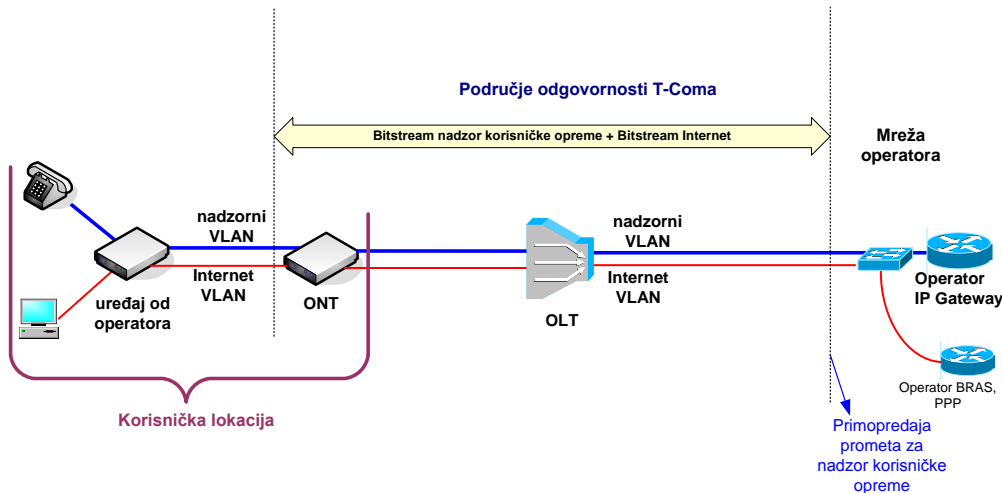 Područje odgovornosti T-Coma
Bitstream nadzor korisničke opreme + Bitstream Internet
Mreža
operatora
nadzorni
VLAN
Internet
VLAN
uređaj od
operatora
ONT
OLT
nadzorni
VLAN
Internet
VLAN
Operator
IP Gateway
Operator BRAS,
PPP
Korisnička lokacija
Primopredaja
prometa za
nadzor korisničke
opreme